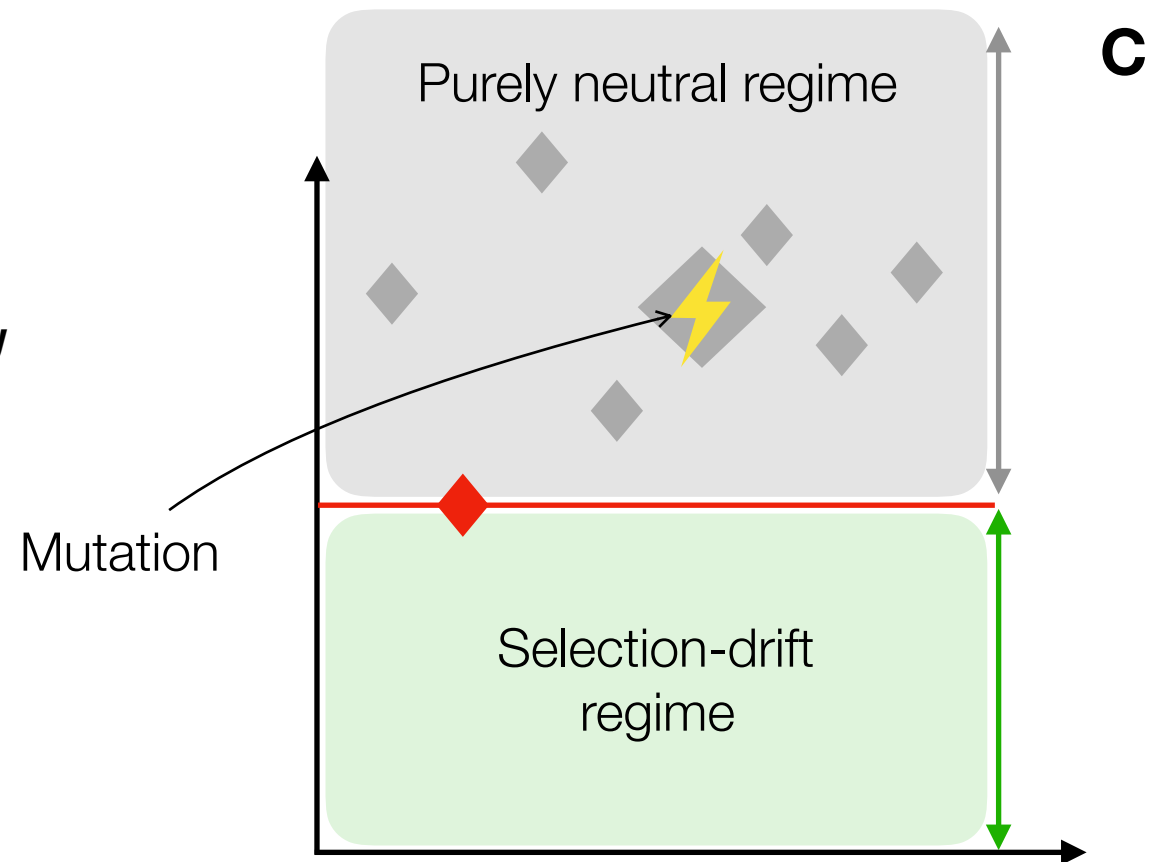 C
Purely neutral regime
Mutation
Selection-drift
regime